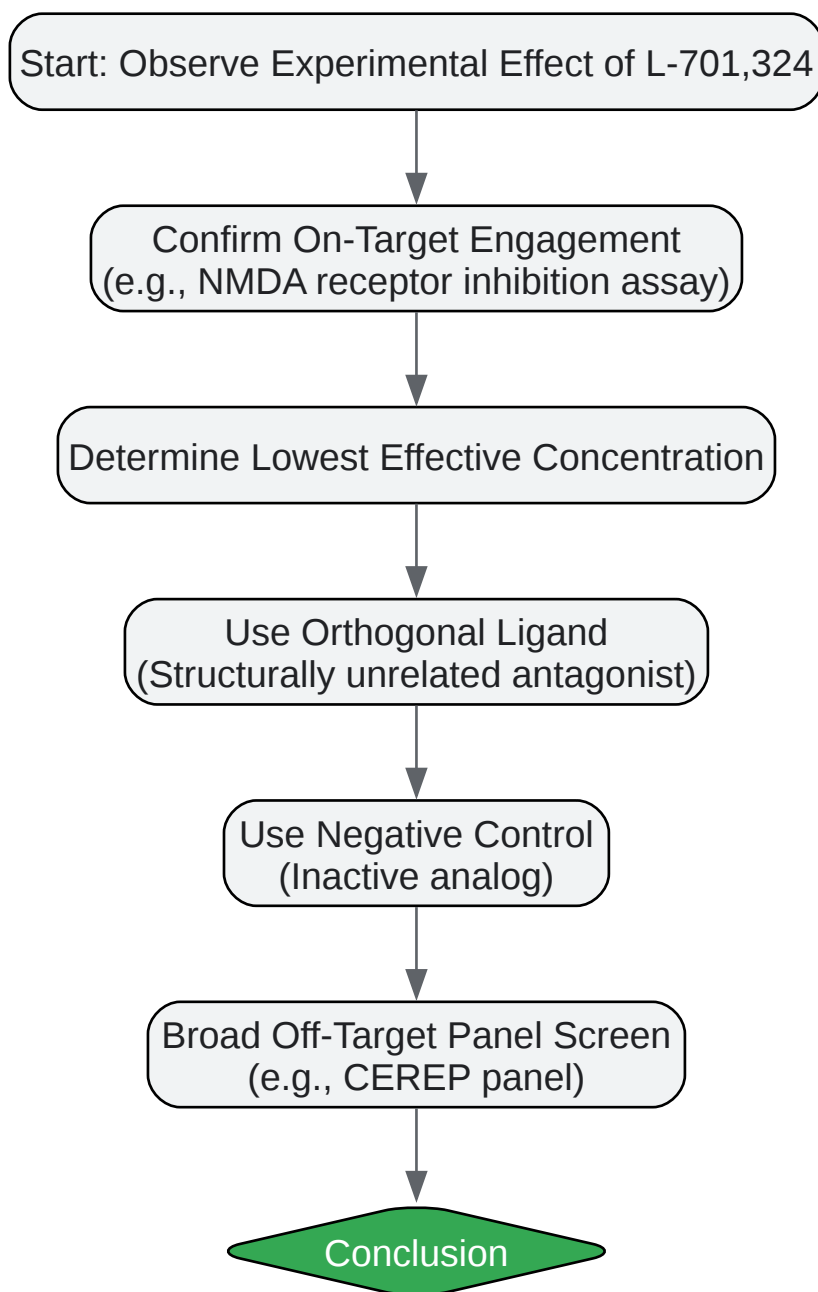 Start: Observe Experimental Effect of L-701,324
Confirm On-Target Engagement
(e.g., NMDA receptor inhibition assay)
Determine Lowest Effective Concentration
Use Orthogonal Ligand
(Structurally unrelated antagonist)
Use Negative Control
(Inactive analog)
Broad Off-Target Panel Screen
(e.g., CEREP panel)
Conclusion